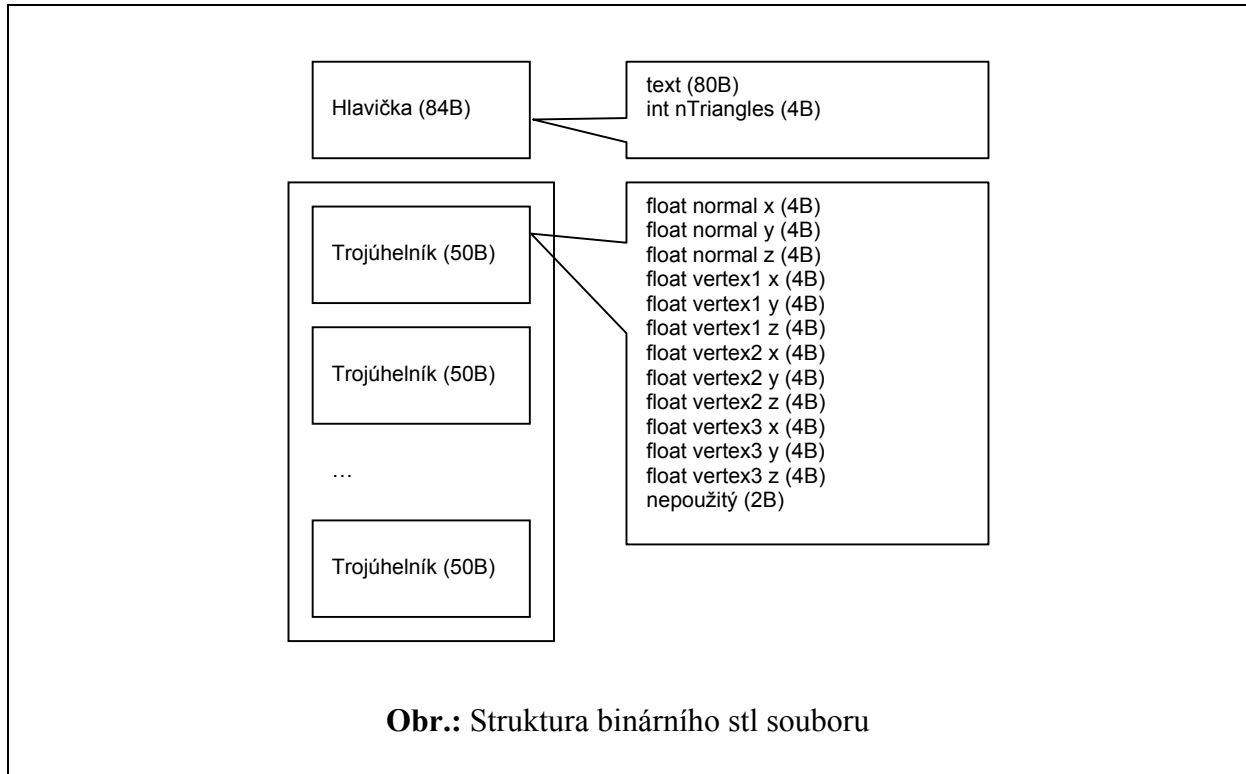 Hlavička (84B)
text (80B)
int nTriangles (4B)
Trojúhelník (50B)
Trojúhelník (50B)
…
Trojúhelník (50B)
float normal x (4B)
float normal y (4B)
float normal z (4B)
float vertex1 x (4B)
float vertex1 y (4B)
float vertex1 z (4B)
float vertex2 x (4B)
float vertex2 y (4B)
float vertex2 z (4B)
float vertex3 x (4B)
float vertex3 y (4B)
float vertex3 z (4B)
nepoužitý (2B)
Obr.: Struktura binárního stl souboru